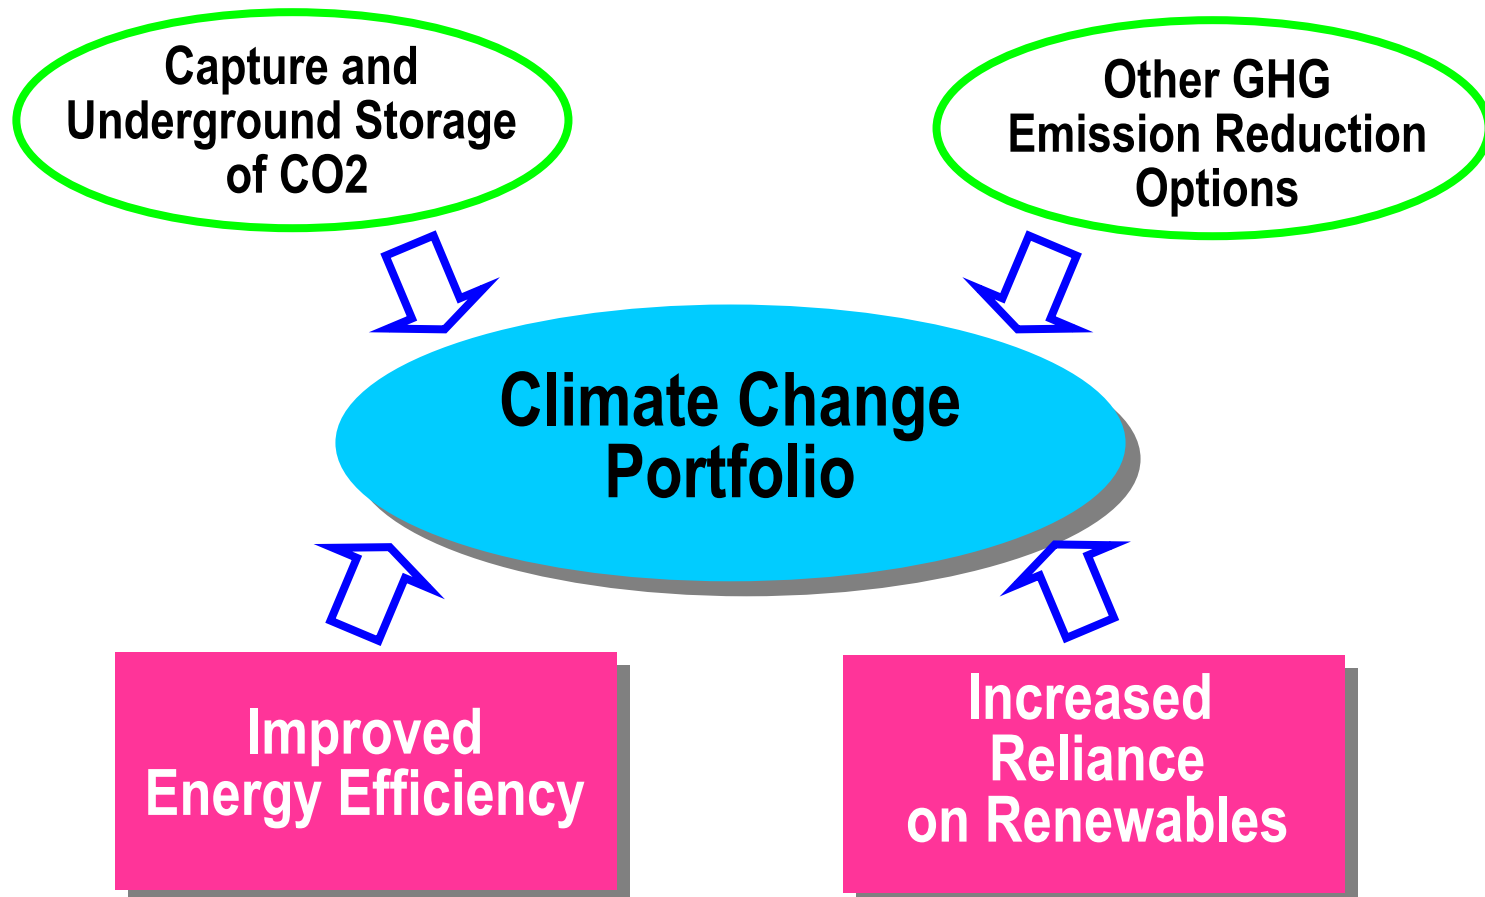 Capture and
Underground Storage
of CO2
Other GHG
Emission Reduction
Options
Climate Change
Portfolio
Improved
Energy Efficiency
Increased
Reliance
on Renewables